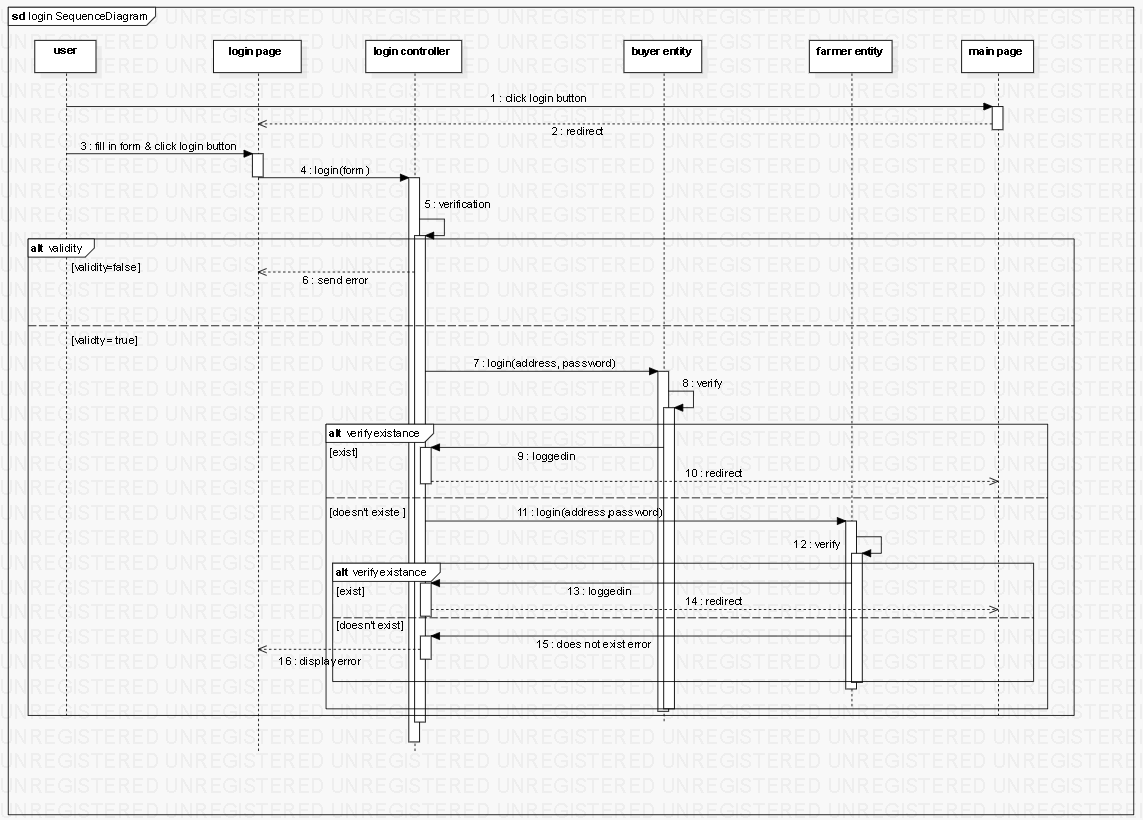 sd login SequenceDiagram
user
login page
login controller
buyer entity
farmer entity
main page
1 : click login button
2 : redirect
3 : fill in form & click login button
4 : login(form)
5 : verification
alt validity
[validity=false]
6 : send error
[validty= true]
7 : login(address, password)
8 : verify
alt verify existance
[exist]
9 : loggedin
10 : redirect
[doesn't existe ]
11 : login(address.password)
12 : verify
alt verify existance
[exist]
13 : loggedin
14 : redirect
[doesn't exist]
15 : does not exist error
16 : display error
UNREGISTERED